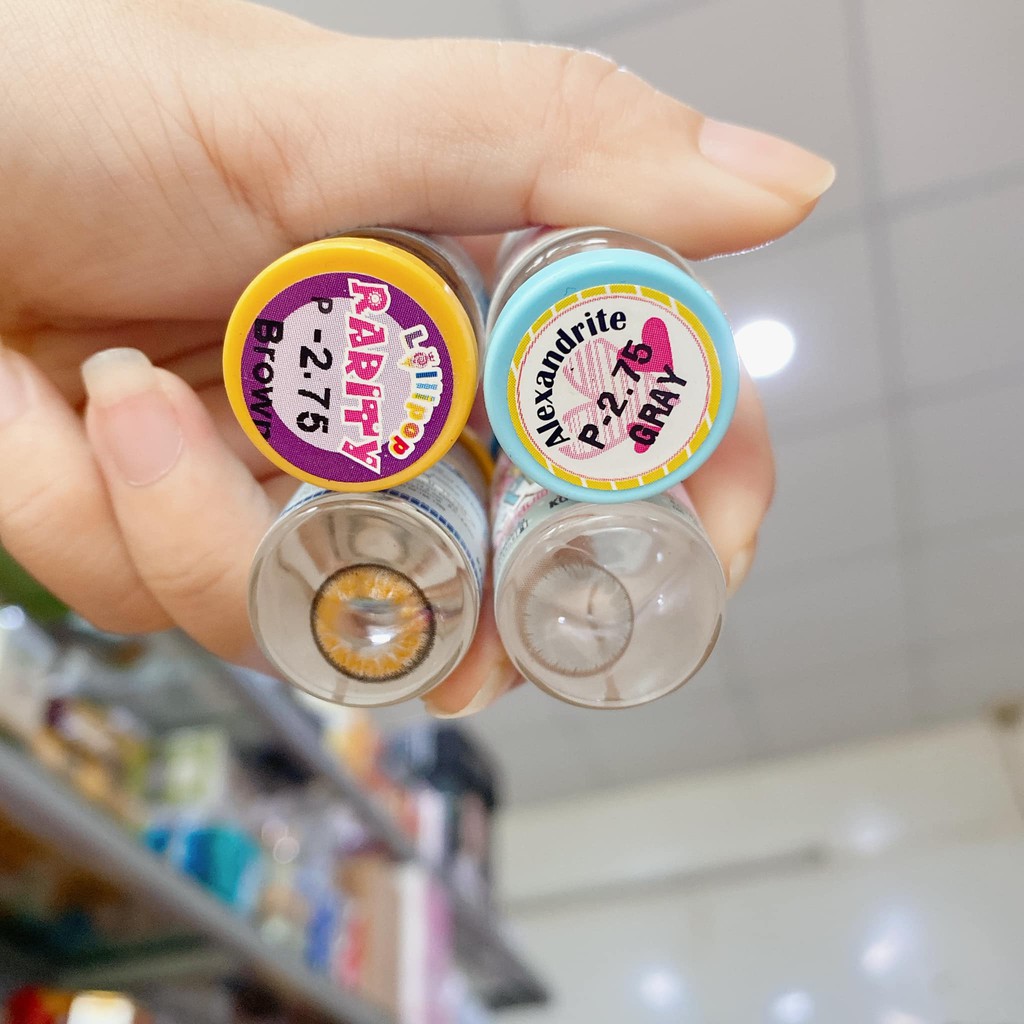 Lollipop
RARITY
P -2.75
Brown
Alexandrite
P-2.75
GRAY